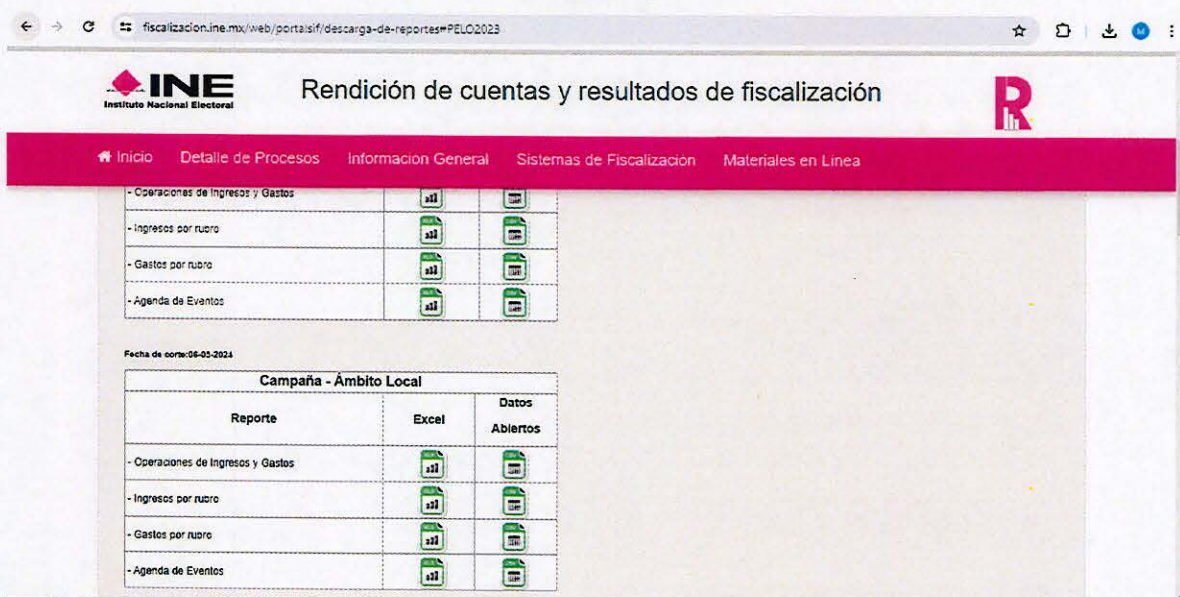 fiscalizacion.ine.mx/web/portalsif/descarga-de-reportes#PELO2023
M
INE
Instituto Nacional Electoral
Rendición de cuentas y resultados de fiscalización
R
Inicio Detalle de Procesos Informacion General Sistemas de Fiscalización Materiales en Linea
- Operaciones de Ingresos y Gastos
- Ingresos por rubro
- Gastos por rubro
- Agenda de Eventos
Fecha de corte:06-05-2024
Campaña - Ámbito Local
Reporte Excel Datos Abiertos
- Operaciones de Ingresos y Gastos
- Ingresos por rubro
- Gastos por rubro
- Agenda de Eventos